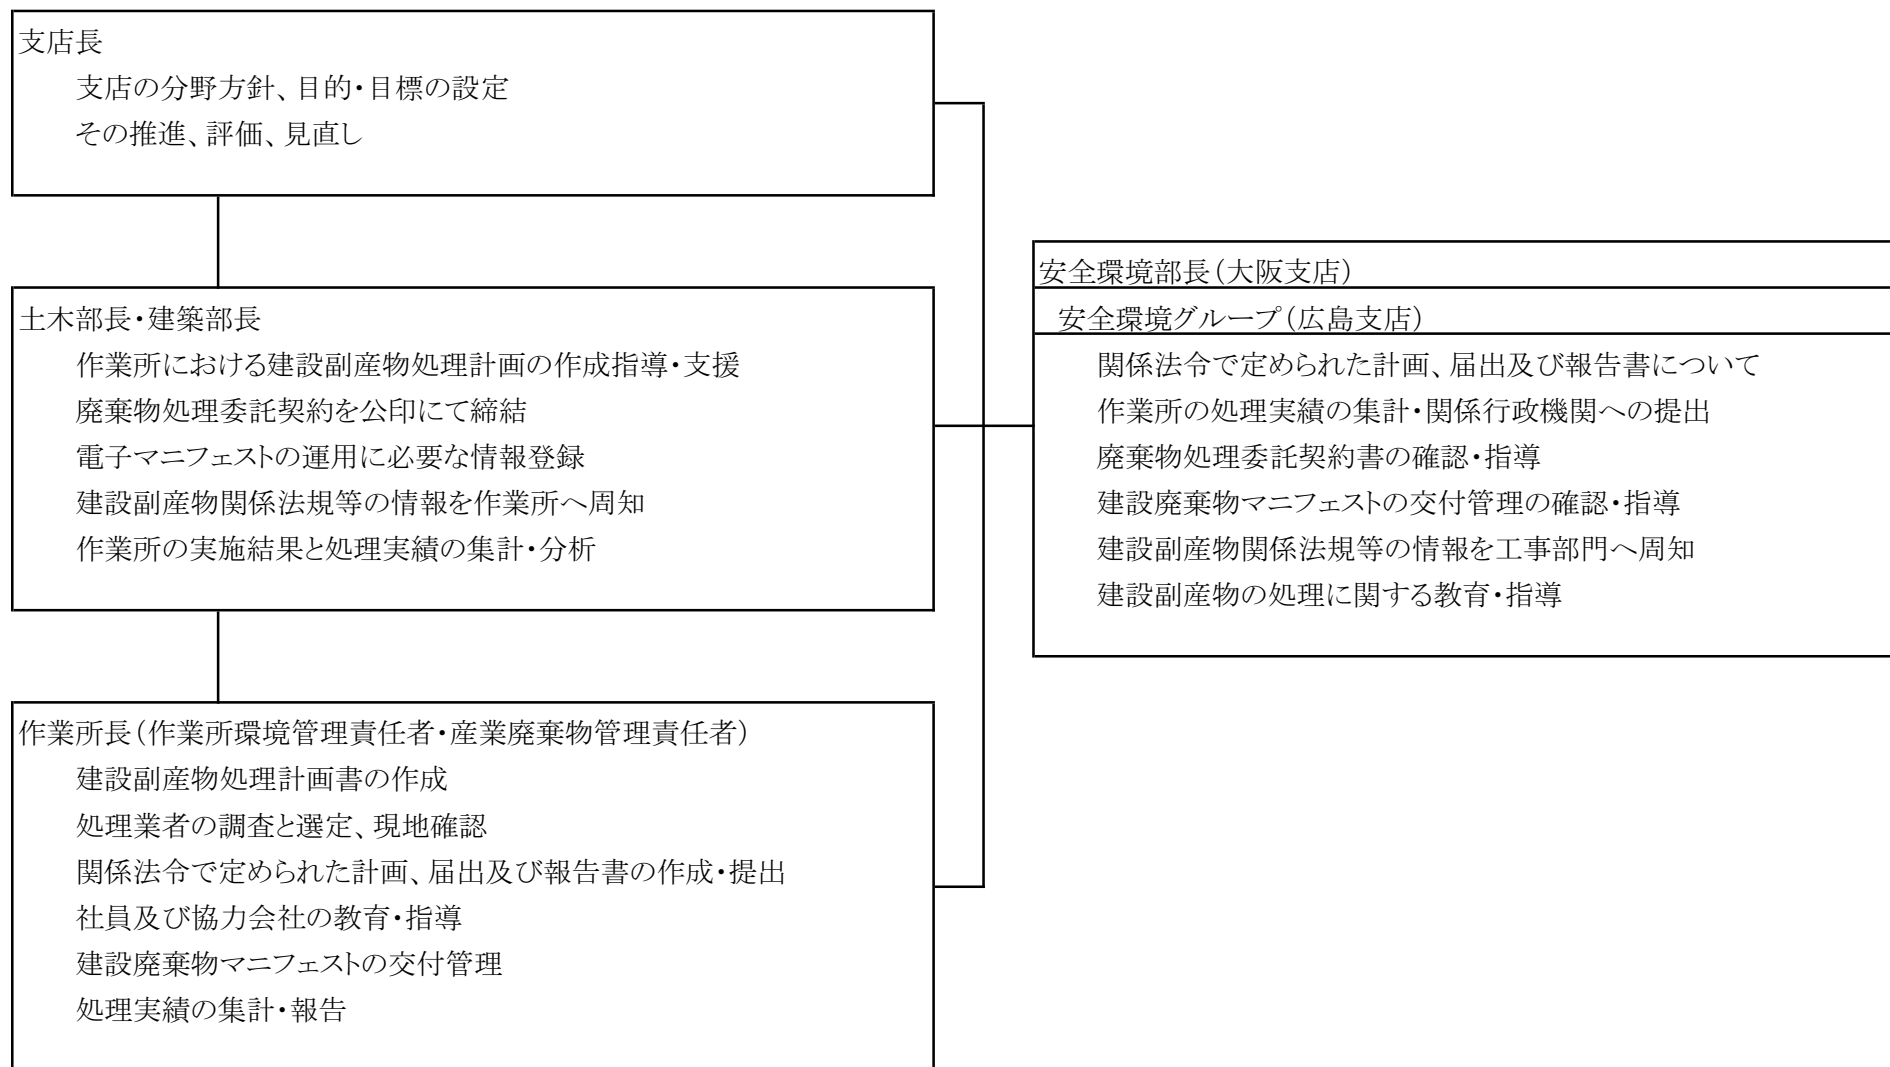 支店長
支店の分野方針、目的・目標の設定
その推進、評価、見直し
土木部長・建築部長
作業所における建設副産物処理計画の作成指導・支援
廃棄物処理委託契約を公印にて締結
電子マニフェストの運用に必要な情報登録
建設副産物関係法規等の情報を作業所へ周知
作業所の実施結果と処理実績の集計・分析
作業所長（作業所環境管理責任者・産業廃棄物管理責任者）
建設副産物処理計画書の作成
処理業者の調査と選定、現地確認
関係法令で定められた計画、届出及び報告書の作成・提出
社員及び協力会社の教育・指導
建設廃棄物マニフェストの交付管理
処理実績の集計・報告
安全環境部長（大阪支店）
安全環境グループ（広島支店）
関係法令で定められた計画、届出及び報告書について
作業所の処理実績の集計・関係行政機関への提出
廃棄物処理委託契約書の確認・指導
建設廃棄物マニフェストの交付管理の確認・指導
建設副産物関係法規等の情報を工事部門へ周知
建設副産物の処理に関する教育・指導